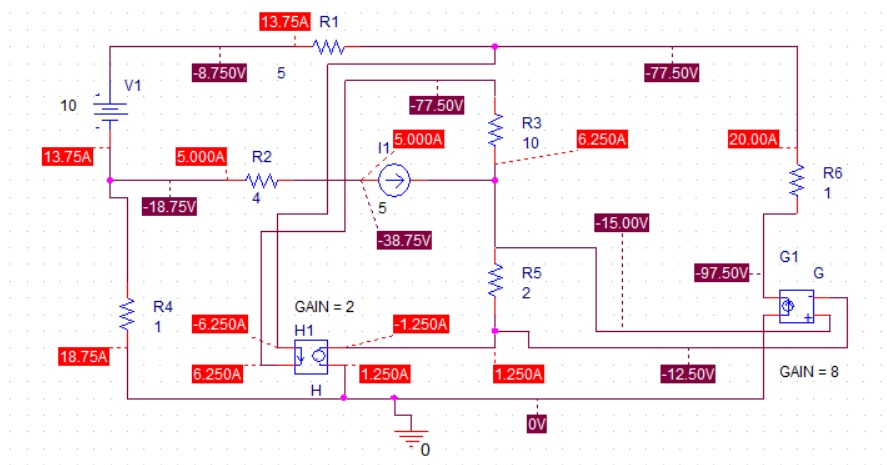 13.75A R1
-8.750V 5 -77.50V
V1
10
-77.50V
R3
10
I1 5.000A 6.250A 20.00A
13.75A 5.000A R2
R6
1
4
5
-18.75V
-15.00V
-38.75V
G1
-97.50V G
R5
2
R4
1
GAIN = 2
-6.250A -1.250A
H1
18.75A
6.250A 1.250A 1.250A -12.50V GAIN = 8
H
0V
0